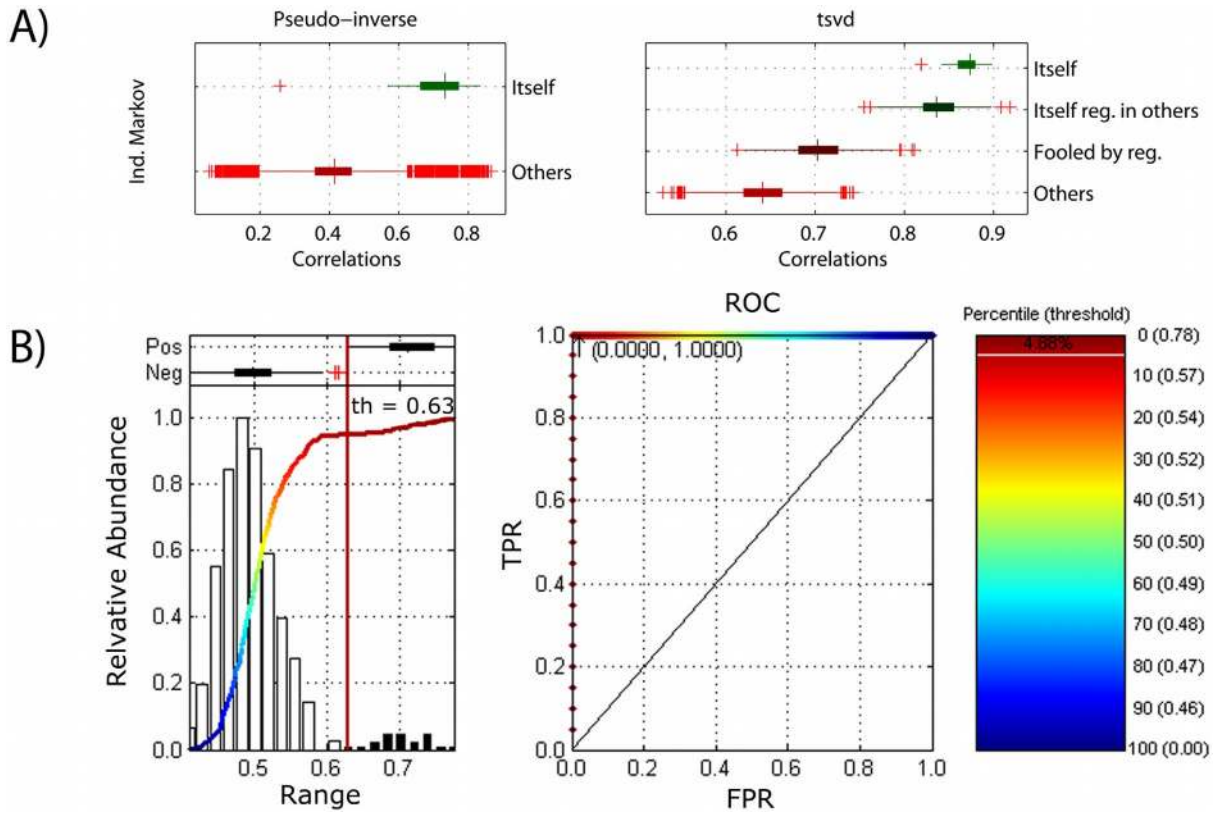 A)
Pseudo-inverse
Ind. Markov
Itself
Others
0.2 0.4 0.6 0.8
Correlations
tsvd
Itself
Itself reg. in others
Fooled by reg.
Others
0.6 0.7 0.8 0.9
Correlations
B)
Pos
Neg
th = 0.63
Relvative Abundance
1.0
0.8
0.6
0.4
0.2
0.0
0.5 0.6 0.7
Range
ROC
(0.0000, 1.0000)
TPR
1.0
0.8
0.6
0.4
0.2
0.0
0.0 0.2 0.4 0.6 0.8 1.0
FPR
Percentile (threshold)
4.88%
0 (0.78)
10 (0.57)
20 (0.54)
30 (0.52)
40 (0.51)
50 (0.50)
60 (0.49)
70 (0.48)
80 (0.47)
90 (0.46)
100 (0.00)